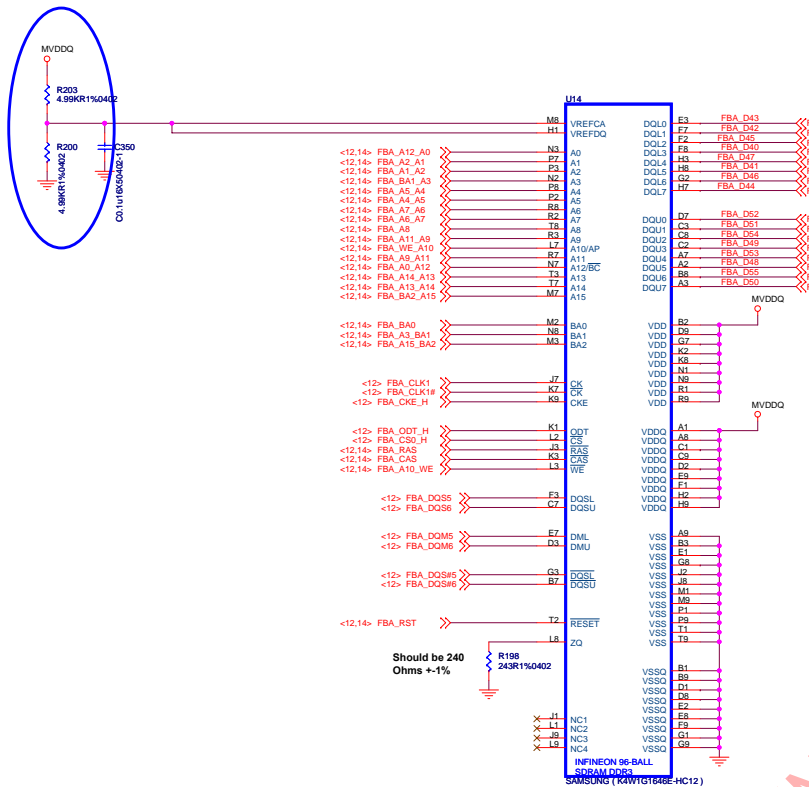 MVDDQ
R203
4.99KR1%0402
R200
4.99KR1%0402
C350
C0.1u16X50402-1
U14
M8 VREFCA
H1 VREFDQ
<12,14> FBA_A12_A0 N3 A0
<12,14> FBA_A2_A1 P7 A1
<12,14> FBA_A1_A2 P3 A2
<12,14> FBA_BA1_A3 N2 A3
<12,14> FBA_A5_A4 P8 A4
<12,14> FBA_A4_A5 P2 A5
<12,14> FBA_A7_A6 R8 A6
<12,14> FBA_A6_A7 R2 A7
<12,14> FBA_A8 T8 A8
<12,14> FBA_A11_A9 R3 A9
<12,14> FBA_WE_A10 L7 A10/AP
<12,14> FBA_A9_A11 R7 A11
<12,14> FBA_A0_A12 N7 A12/BC
<12,14> FBA_A14_A13 T3 A13
<12,14> FBA_A13_A14 T7 A14
<12,14> FBA_BA2_A15 M7 A15
<12,14> FBA_BA0 M2 BA0
<12,14> FBA_A3_BA1 N8 BA1
<12,14> FBA_A15_BA2 M3 BA2
<12> FBA_CLK1 J7 CK
<12> FBA_CLK1# K7 CK
<12> FBA_CKE_H K9 CKE
<12> FBA_ODT_H K1 ODT
<12> FBA_CS0_H L2 CS
<12,14> FBA_RAS J3 RAS
<12,14> FBA_CAS K3 CAS
<12,14> FBA_A10_WE L3 WE
<12> FBA_DQS5 F3 DQSL
<12> FBA_DQS6 C7 DQSU
<12> FBA_DQM5 E7 DML
<12> FBA_DQM6 D3 DMU
<12> FBA_DQS#5 G3 DQSL
<12> FBA_DQS#6 B7 DQSU
<12,14> FBA_RST T2 RESET
L8 ZQ
Should be 240
Ohms +-1%
R198
243R1%0402
J1 NC1
L1 NC2
J9 NC3
L9 NC4
DQL0 E3 FBA_D43
DQL1 F7 FBA_D42
DQL2 F2 FBA_D45
DQL3 F8 FBA_D40
DQL4 H3 FBA_D47
DQL5 H8 FBA_D41
DQL6 G2 FBA_D46
DQL7 H7 FBA_D44
DQU0 D7 FBA_D52
DQU1 C3 FBA_D51
DQU2 C8 FBA_D54
DQU3 C2 FBA_D49
DQU4 A7 FBA_D53
DQU5 A2 FBA_D48
DQU6 B8 FBA_D55
DQU7 A3 FBA_D50
MVDDQ
VDD B2
VDD D9
VDD G7
VDD K2
VDD K8
VDD N1
VDD N9
VDD R1
VDD R9
MVDDQ
VDDQ A1
VDDQ A8
VDDQ C1
VDDQ C9
VDDQ D2
VDDQ E9
VDDQ F1
VDDQ H2
VDDQ H9
VSS A9
VSS B3
VSS E1
VSS G8
VSS J2
VSS J8
VSS M1
VSS M9
VSS P1
VSS P9
VSS T1
VSS T9
VSSQ B1
VSSQ B9
VSSQ D1
VSSQ D8
VSSQ E2
VSSQ E8
VSSQ F9
VSSQ G1
VSSQ G9
INFINEON 96-BALL
SDRAM DDR3
SAMSUNG ( K4W1G1646E-HC12 )